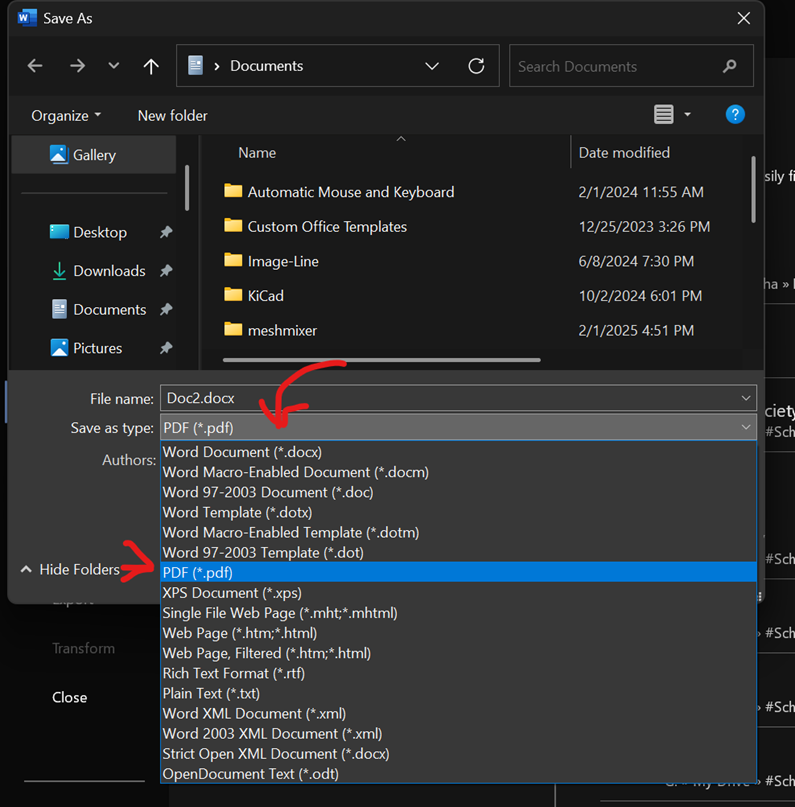 Save As
Documents
Search Documents
Organize
New folder
Gallery
Name
Date modified
Desktop
Downloads
Documents
Pictures
Automatic Mouse and Keyboard 2/1/2024 11:55 AM
Custom Office Templates 12/25/2023 3:26 PM
Image-Line 6/8/2024 7:30 PM
KiCad 10/2/2024 6:01 PM
meshmixer 2/1/2025 4:51 PM
File name: Doc2.docx
Save as type: PDF (*.pdf)
Authors:
Word Document (*.docx)
Word Macro-Enabled Document (*.docm)
Word 97-2003 Document (*.doc)
Word Template (*.dotx)
Word Macro-Enabled Template (*.dotm)
Word 97-2003 Template (*.dot)
PDF (*.pdf)
XPS Document (*.xps)
Single File Web Page (*.mht;*.mhtml)
Web Page (*.htm;*.html)
Web Page, Filtered (*.htm;*.html)
Rich Text Format (*.rtf)
Plain Text (*.txt)
Word XML Document (*.xml)
Word 2003 XML Document (*.xml)
Strict Open XML Document (*.docx)
OpenDocument Text (*.odt)
Hide Folders
Transform
Close
sily fi
ha »
ciety
#Sch
#Sch
» #Sch
» #Sch
» #Sch
G: » My Drive » #Sch